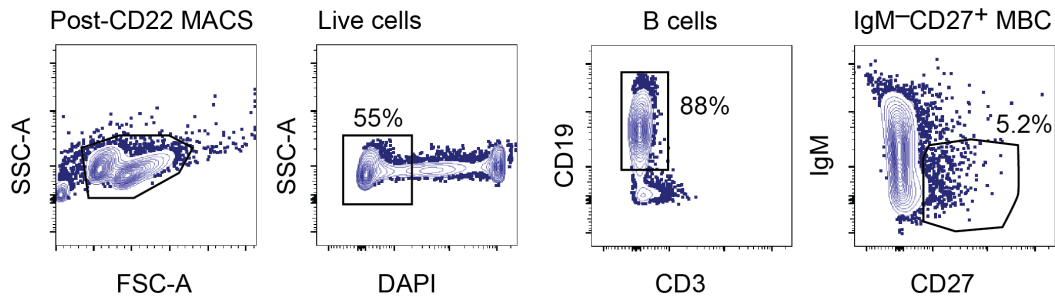 Post-CD22 MACS
Live cells
B cells
IgM–CD27+ MBC
SSC-A
FSC-A
SSC-A
55%
DAPI
CD19
88%
CD3
IgM
5.2%
CD27